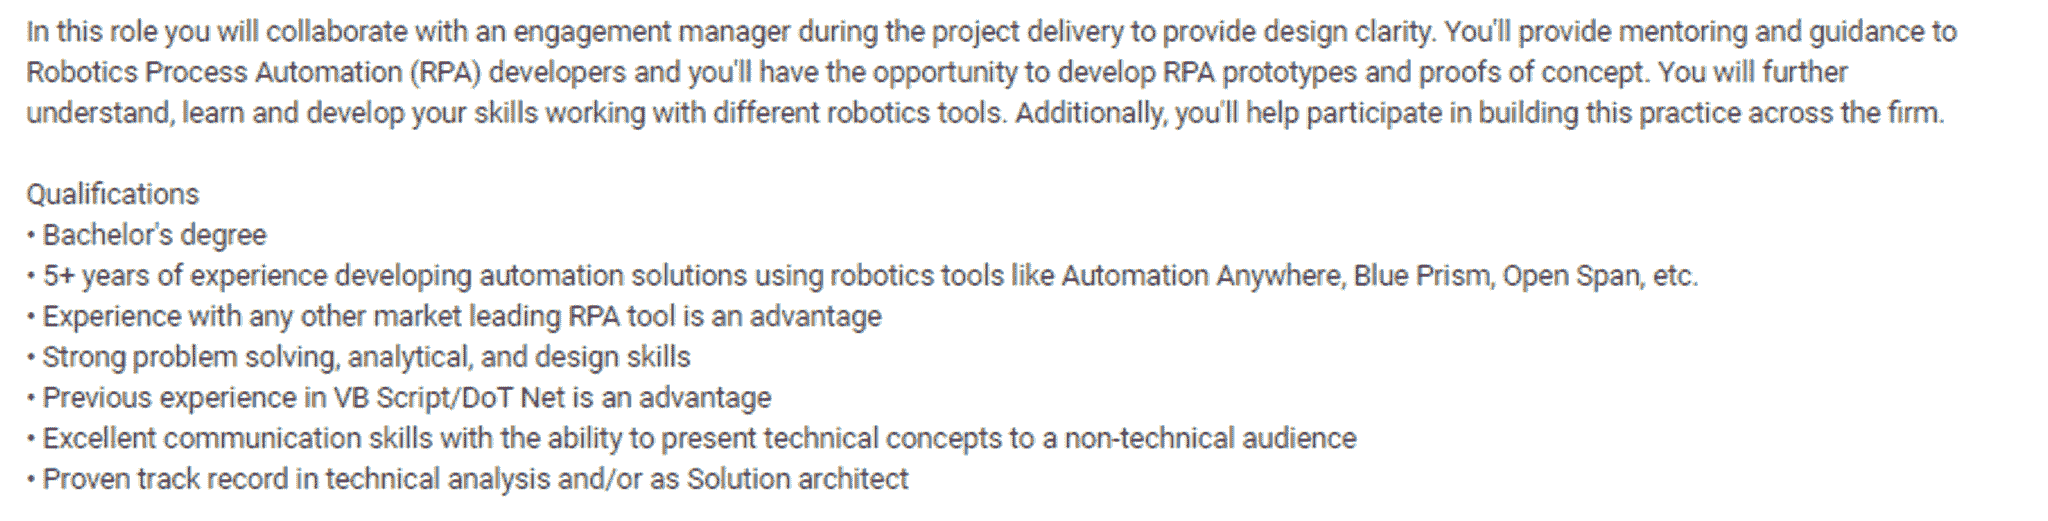 In this role you will collaborate with an engagement manager during the project delivery to provide design clarity. You'll provide mentoring and guidance to
Robotics Process Automation (RPA) developers and you'll have the opportunity to develop RPA prototypes and proofs of concept. You will further
understand, learn and develop your skills working with different robotics tools. Additionally, you'll help participate in building this practice across the firm.
Qualifications
• Bachelor's degree
• 5+ years of experience developing automation solutions using robotics tools like Automation Anywhere, Blue Prism, Open Span, etc.
• Experience with any other market leading RPA tool is an advantage
• Strong problem solving, analytical, and design skills
• Previous experience in VB Script/DoT Net is an advantage
• Excellent communication skills with the ability to present technical concepts to a non-technical audience
• Proven track record in technical analysis and/or as Solution architect